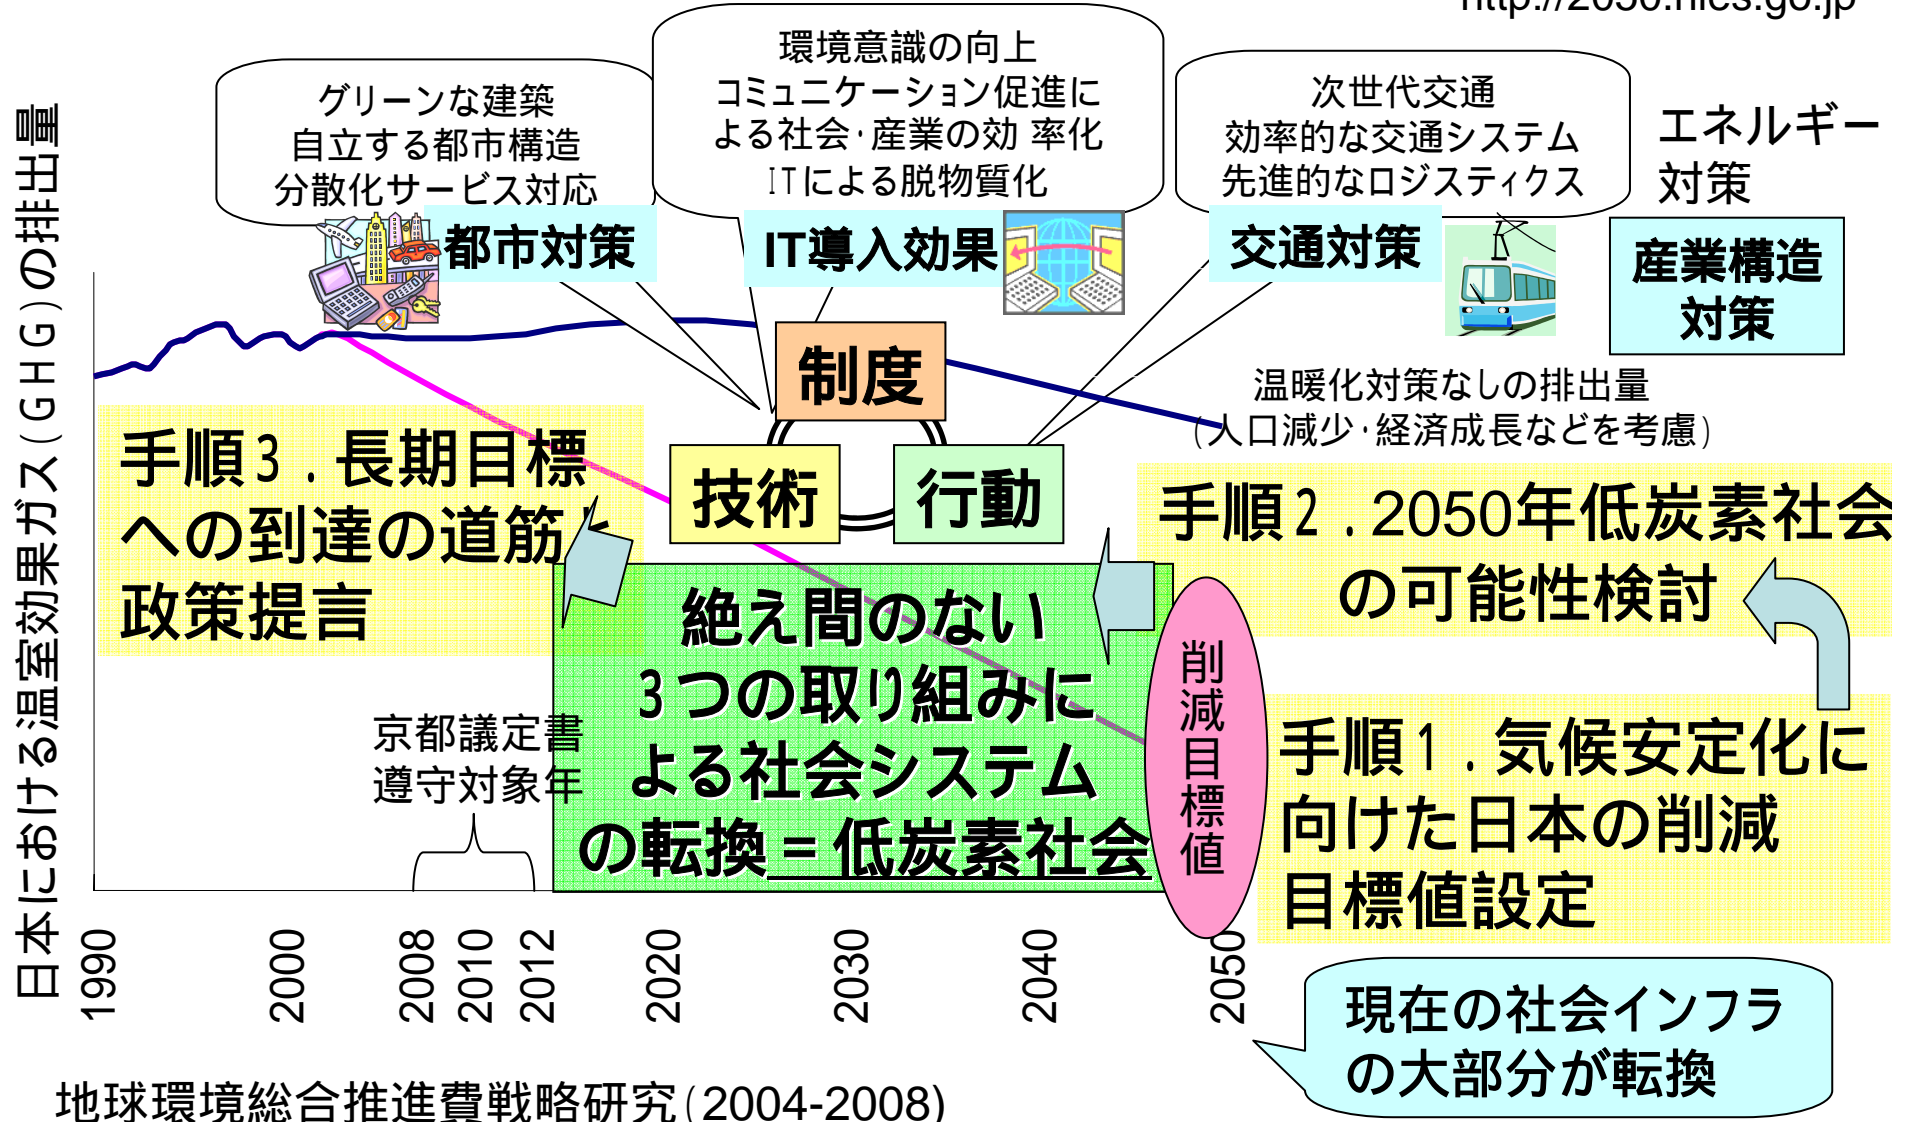 http://2050.nies.go.jp
グリーンな建築
自立する都市構造
分散化サービス対応
環境意識の向上
コミュニケーション促進に
よる社会・産業の効 率化
ITによる脱物質化
次世代交通
効率的な交通システム
先進的なロジスティクス
エネルギー
対策
都市対策
IT導入効果
交通対策
産業構造
対策
日本における温室効果ガス(GHG)の排出量
制度
技術
行動
温暖化対策なしの排出量
(人口減少・経済成長などを考慮)
手順3.長期目標
への到達の道筋と
政策提言
手順2.2050年低炭素社会
の可能性検討
絶え間のない
3つの取り組みに
よる社会システム
の転換=低炭素社会
削減目標値
手順1.気候安定化に
向けた日本の削減
目標値設定
京都議定書
遵守対象年
1990
2000
2008
2010
2012
2020
2030
2040
2050
現在の社会インフラ
の大部分が転換
地球環境総合推進費戦略研究(2004-2008)